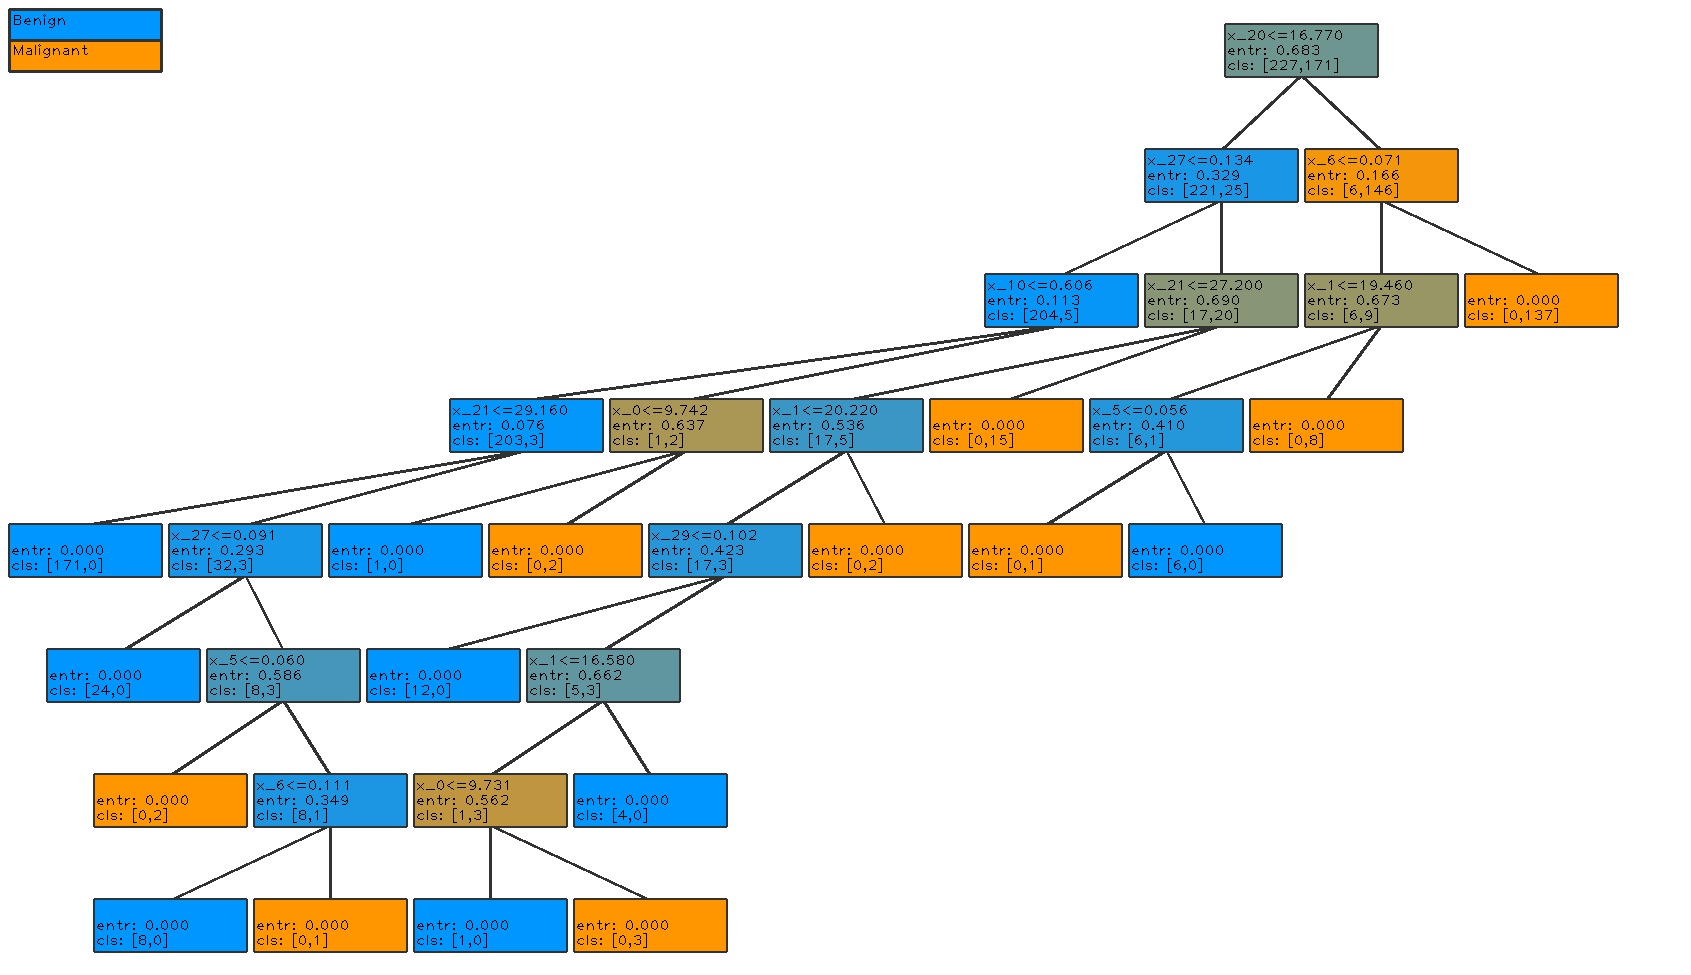 Benign
Malignant
x_20<=16.770
entr: 0.683
cls: [227,171]
x_27<=0.134
entr: 0.329
cls: [221,25]
x_6<=0.071
entr: 0.166
cls: [6,146]
x_10<=0.606
entr: 0.113
cls: [204,5]
x_21<=27.200
entr: 0.690
cls: [17,20]
x_1<=19.460
entr: 0.673
cls: [6,9]
entr: 0.000
cls: [0,137]
x_21<=29.160
entr: 0.076
cls: [203,3]
x_0<=9.742
entr: 0.637
cls: [1,2]
x_1<=20.220
entr: 0.536
cls: [17,5]
entr: 0.000
cls: [0,15]
x_5<=0.056
entr: 0.410
cls: [6,1]
entr: 0.000
cls: [0,8]
entr: 0.000
cls: [171,0]
x_27<=0.091
entr: 0.293
cls: [32,3]
entr: 0.000
cls: [1,0]
entr: 0.000
cls: [0,2]
x_29<=0.102
entr: 0.423
cls: [17,3]
entr: 0.000
cls: [0,2]
entr: 0.000
cls: [0,1]
entr: 0.000
cls: [6,0]
entr: 0.000
cls: [24,0]
x_5<=0.060
entr: 0.586
cls: [8,3]
entr: 0.000
cls: [12,0]
x_1<=16.580
entr: 0.662
cls: [5,3]
entr: 0.000
cls: [0,2]
x_6<=0.111
entr: 0.349
cls: [8,1]
x_0<=9.731
entr: 0.562
cls: [1,3]
entr: 0.000
cls: [4,0]
entr: 0.000
cls: [8,0]
entr: 0.000
cls: [0,1]
entr: 0.000
cls: [1,0]
entr: 0.000
cls: [0,3]